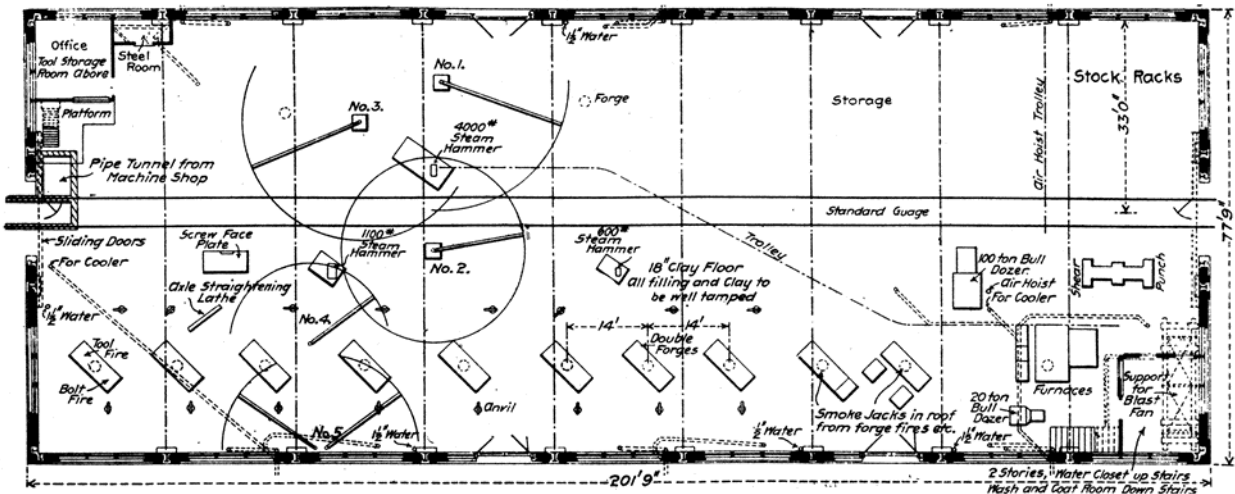 Office
Tool Storage
Room Above
Steel
Room
Platform
Pipe Tunnel from
Machine Shop
No.3.
No.1.
4000#
Steam
Hammer
1½" Water
Forge
Storage
Air Hoist Trolley
Stock Racks
33'0"
77'9"
Standard Guage
Sliding Doors
For Cooler
1½" Water
Screw Face
Plate
Axle Straightening
Lathe
1100#
Steam
Hammer
No.2.
No.4.
600#
Steam
Hammer
18" Clay Floor
All filling and Clay to
be well tamped
Trolley
100 ton Bull
Dozer
Air Hoist
For Cooler
Shear
Punch
14'
14'
Double
Forges
Tool
Fire
Bolt
Fire
No.5
1½" Water
Anvil
Smoke Jacks in roof
from forge fires etc.
1½" Water
Furnaces
20 ton
Bull
Dozer
1½" Water
Support
for
Blast
Fan
201'9"
2 Stories, Water Closet up Stairs
Wash and Coat Room Down Stairs